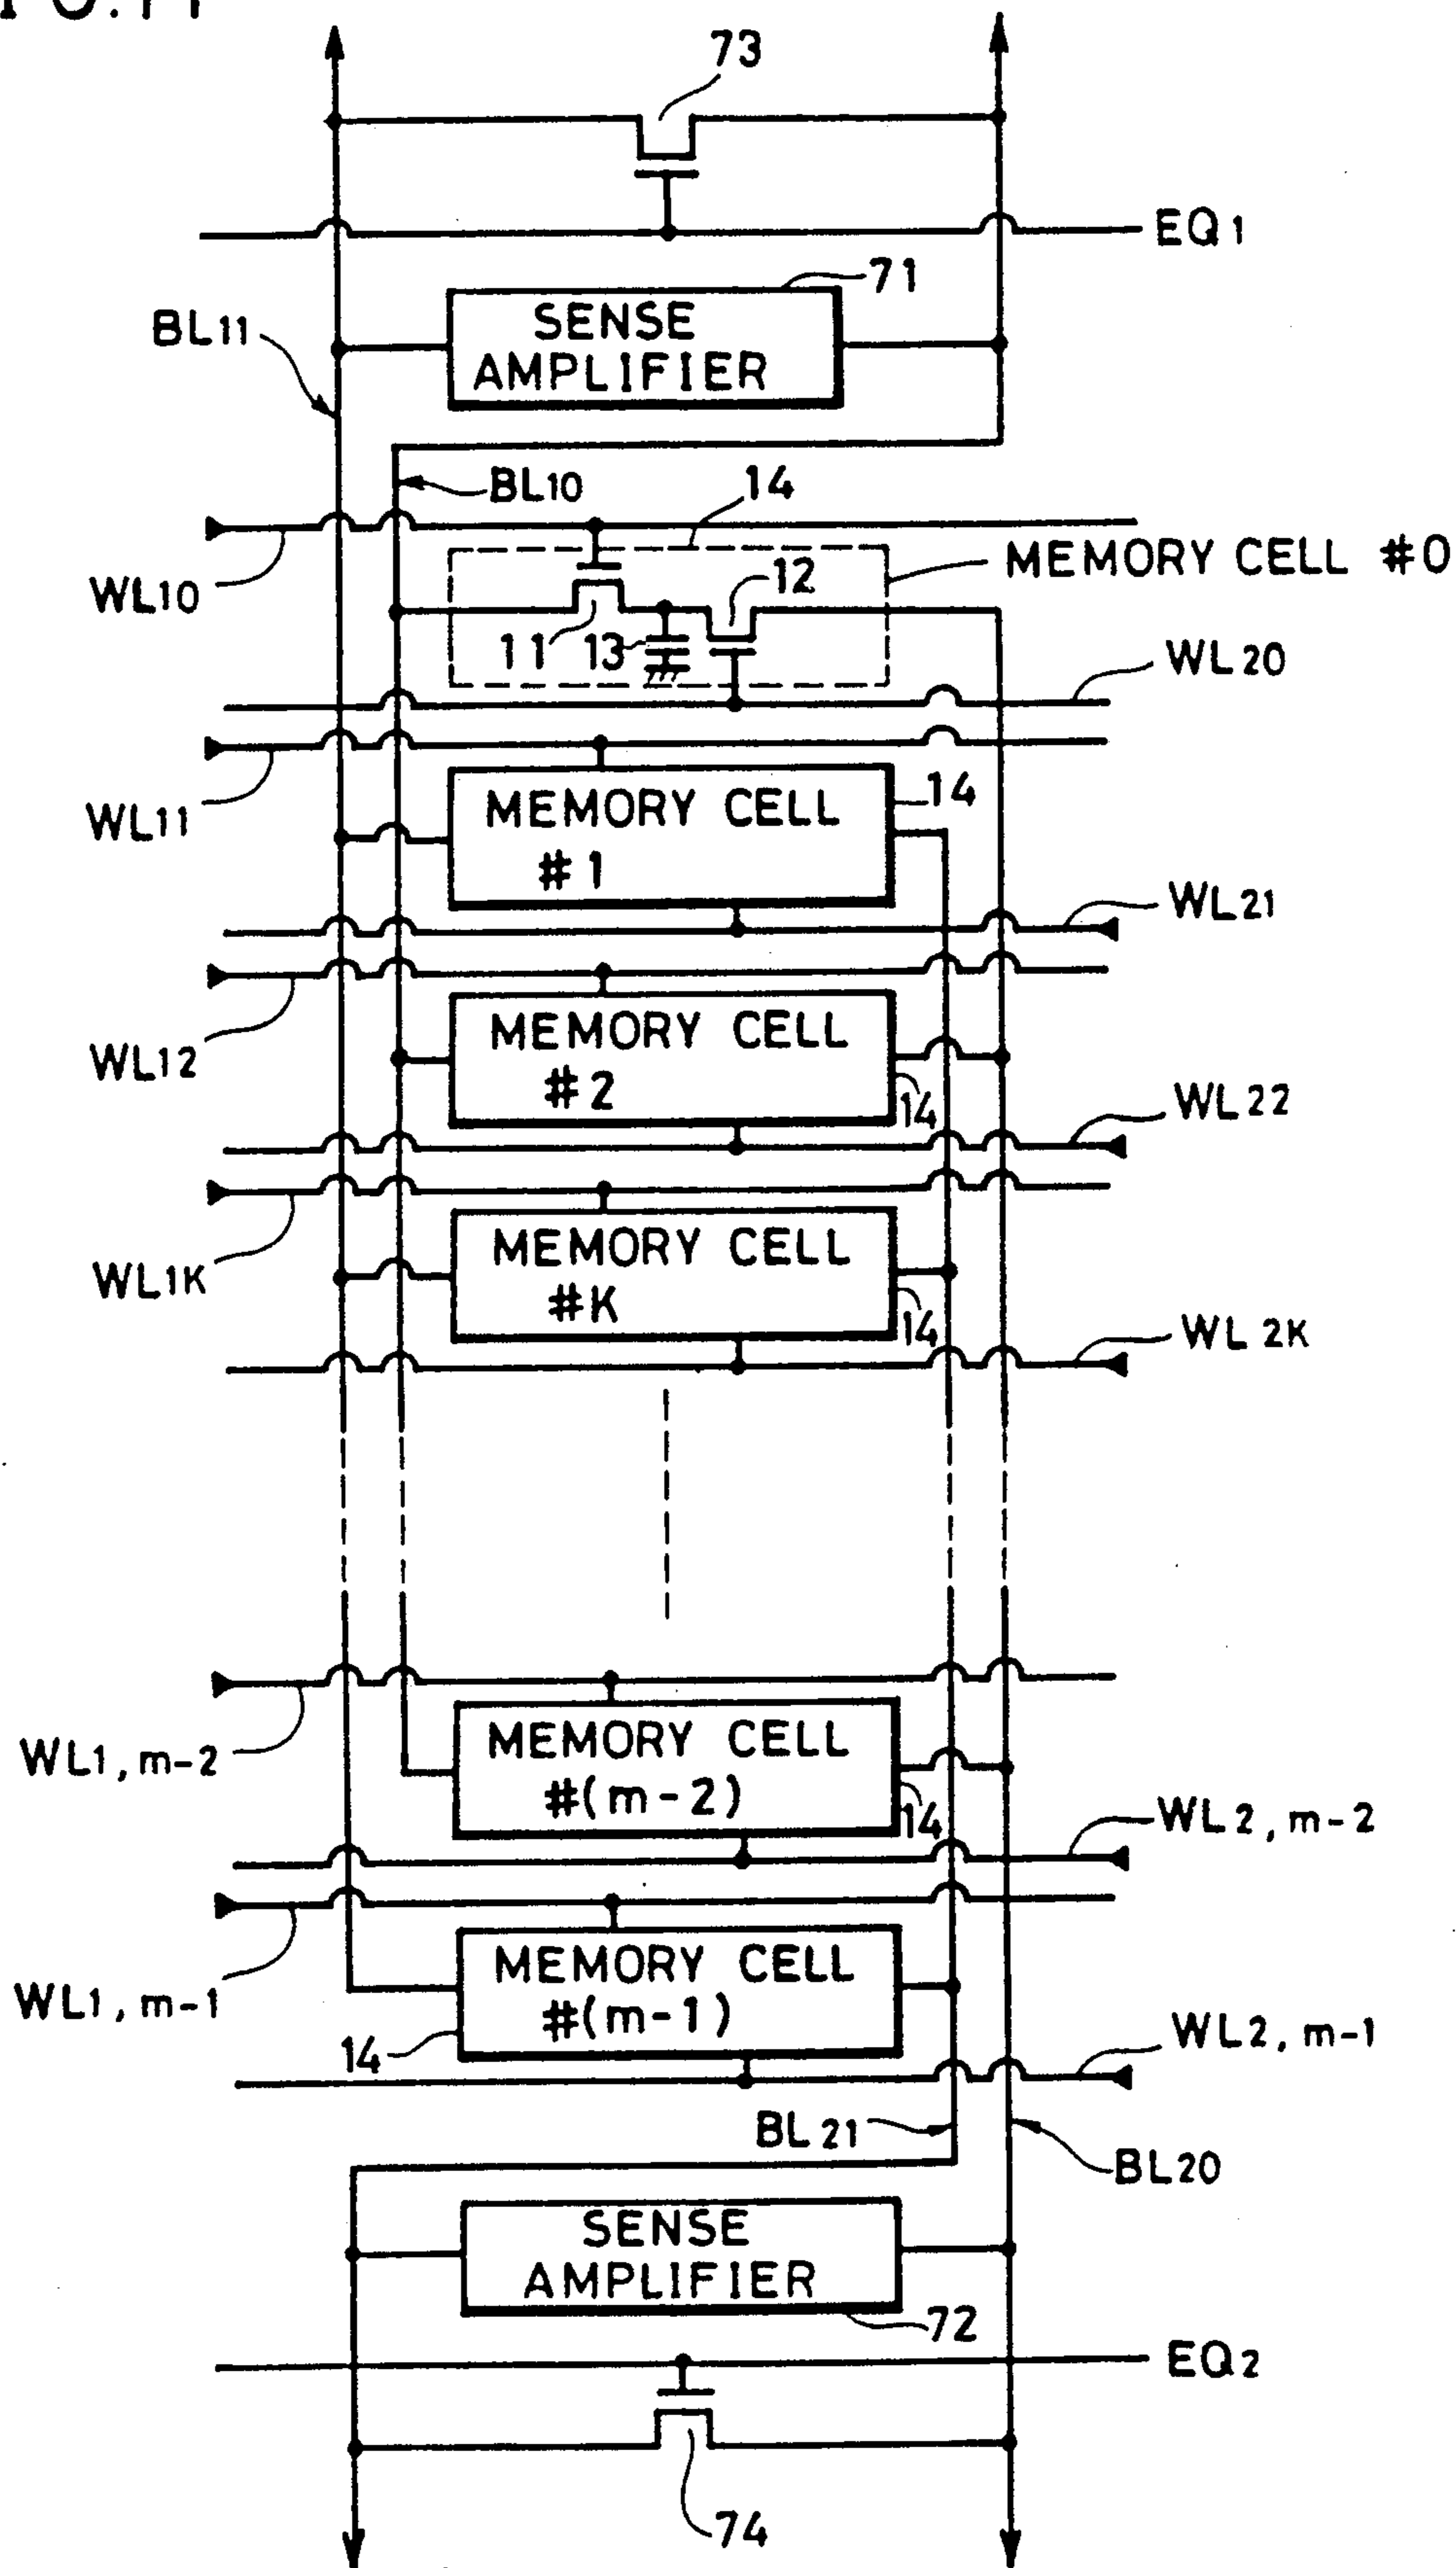 73
EQ1
71
SENSE
AMPLIFIER
BL11
BL10
14
WL10
MEMORY CELL #0
12
11
13
WL20
WL11
MEMORY CELL
#1
14
WL21
WL12
MEMORY CELL
#2
14
WL22
WL1K
MEMORY CELL
#K
14
WL2K
WL1,m-2
MEMORY CELL
#(m-2)
14
WL2,m-2
WL1,m-1
MEMORY CELL
#(m-1)
14
WL2,m-1
BL21
BL20
SENSE
AMPLIFIER
72
EQ2
74